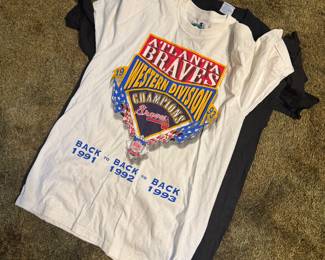 ATLANTA
BRAVES
WESTERN DIVISION
CHAMPIONS
Braves
BACK TO BACK TO BACK
1991 1992 1993